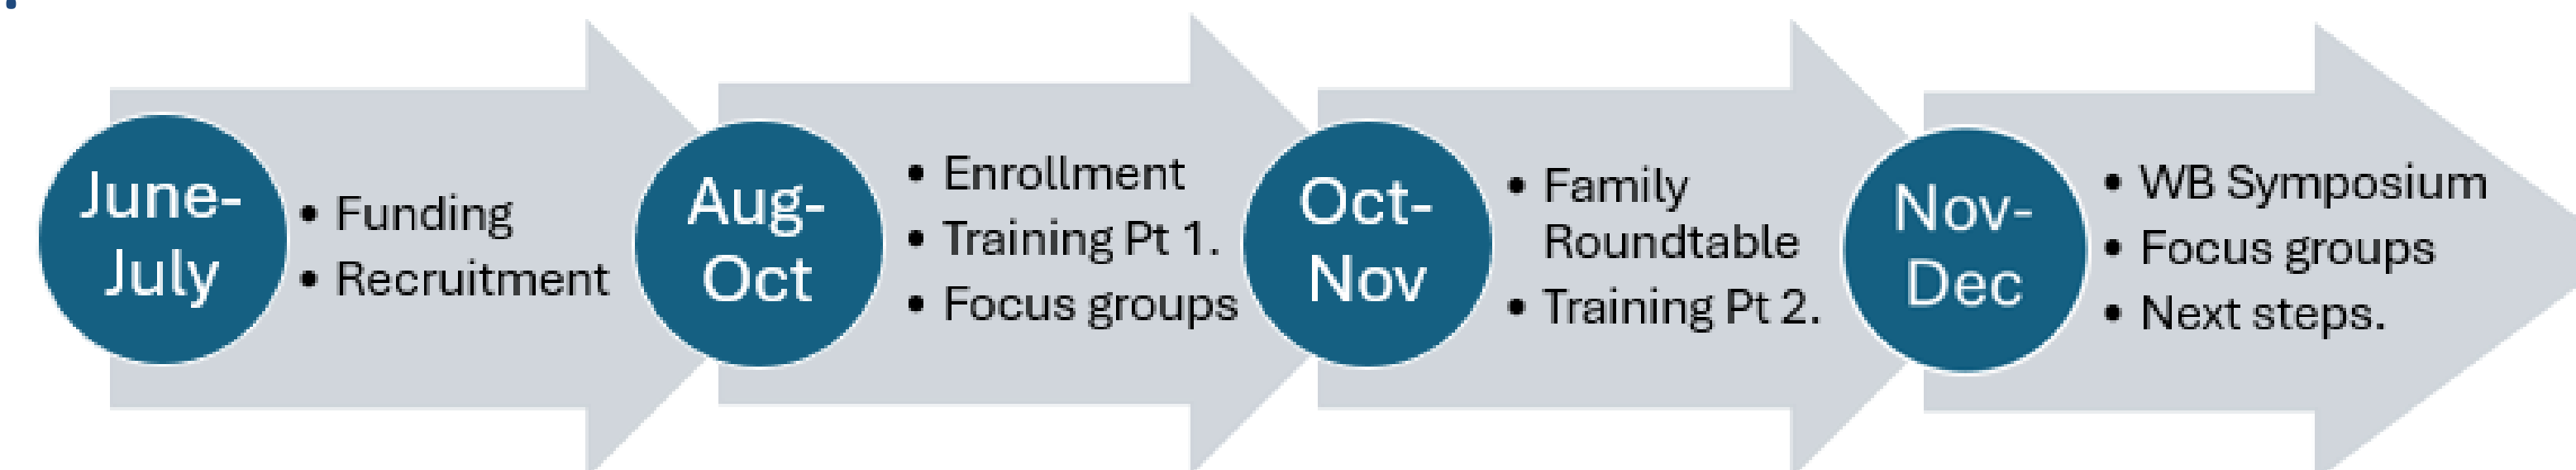 June-
July
• Funding
• Recruitment
Aug-
Oct
• Enrollment
• Training Pt 1.
• Focus groups
Oct-
Nov
• Family
Roundtable
• Training Pt 2.
Nov-
Dec
• WB Symposium
• Focus groups
• Next steps.